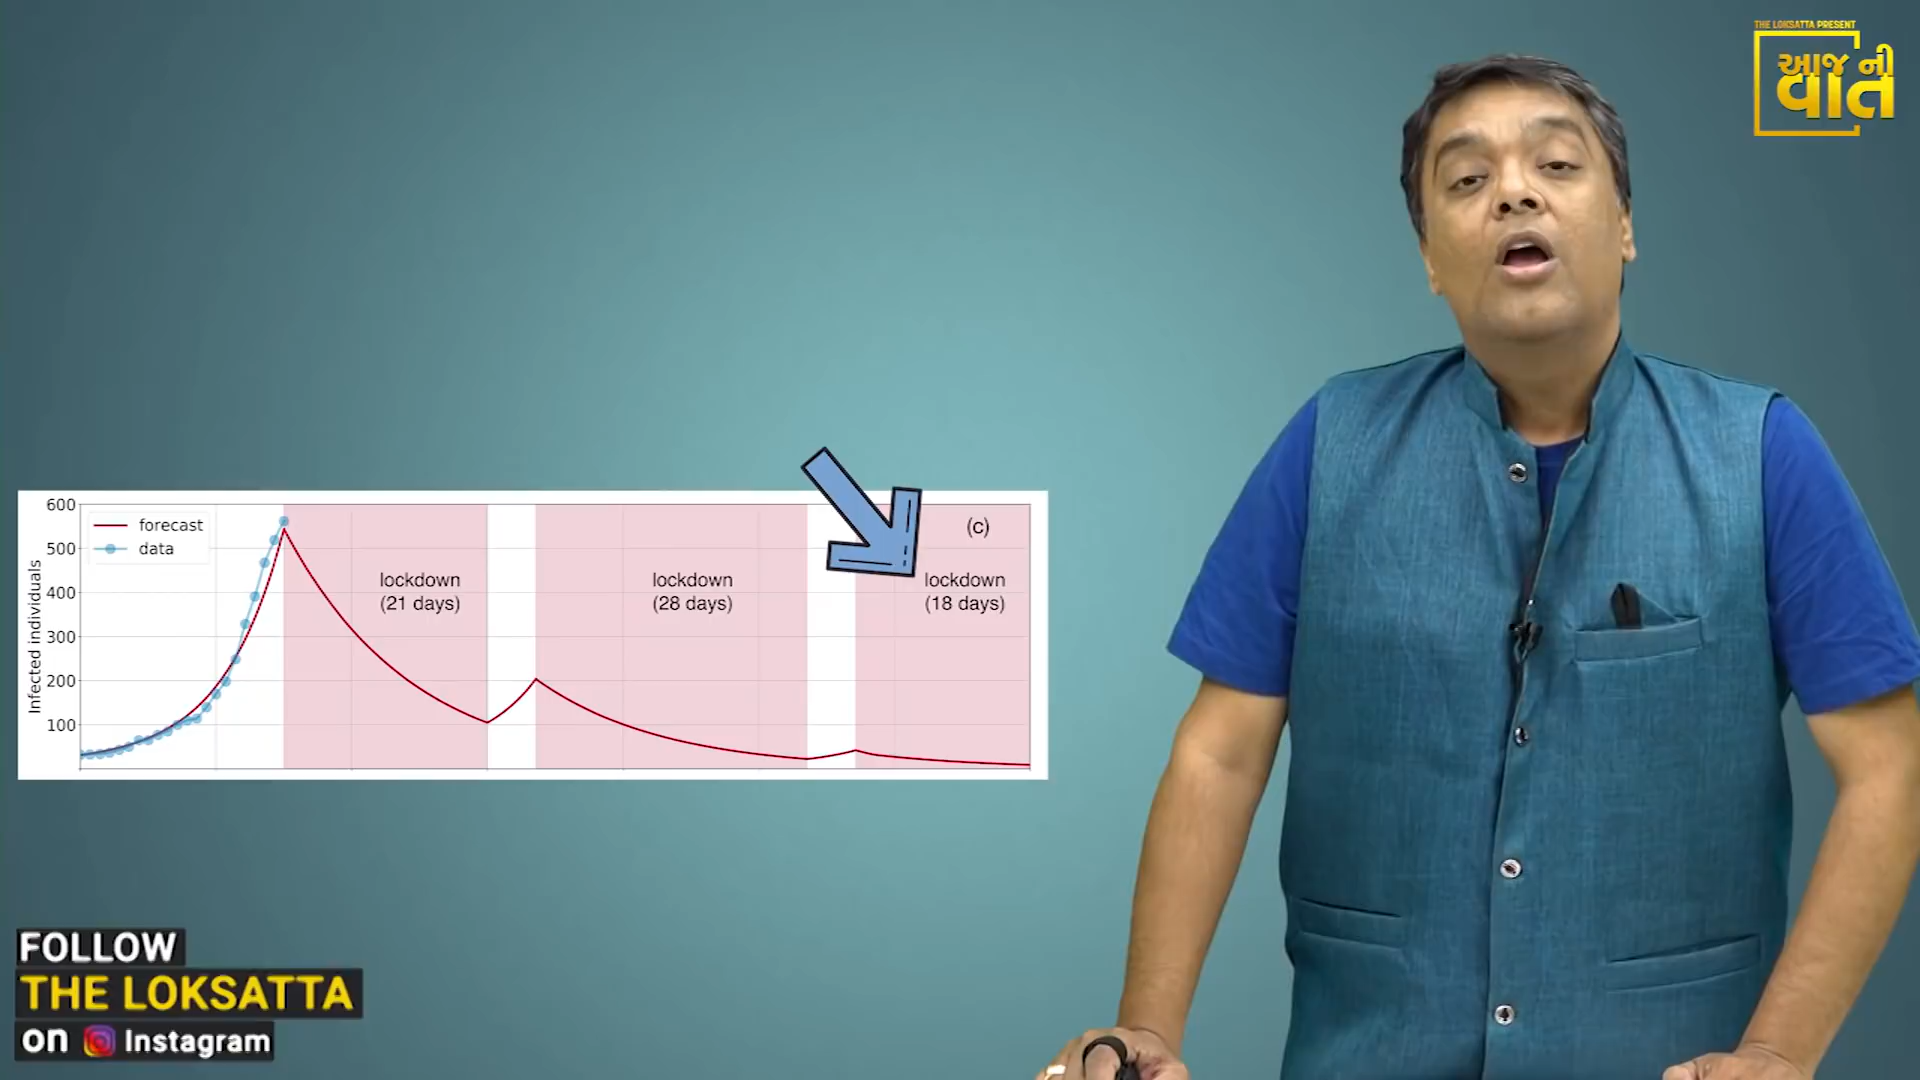 THE LOKSATTA PRESENT
આજ ની
વાત
600
500
400
300
200
100
Infected individuals
forecast
data
lockdown
(21 days)
lockdown
(28 days)
(c)
lockdown
(18 days)
FOLLOW
THE LOKSATTA
on Instagram